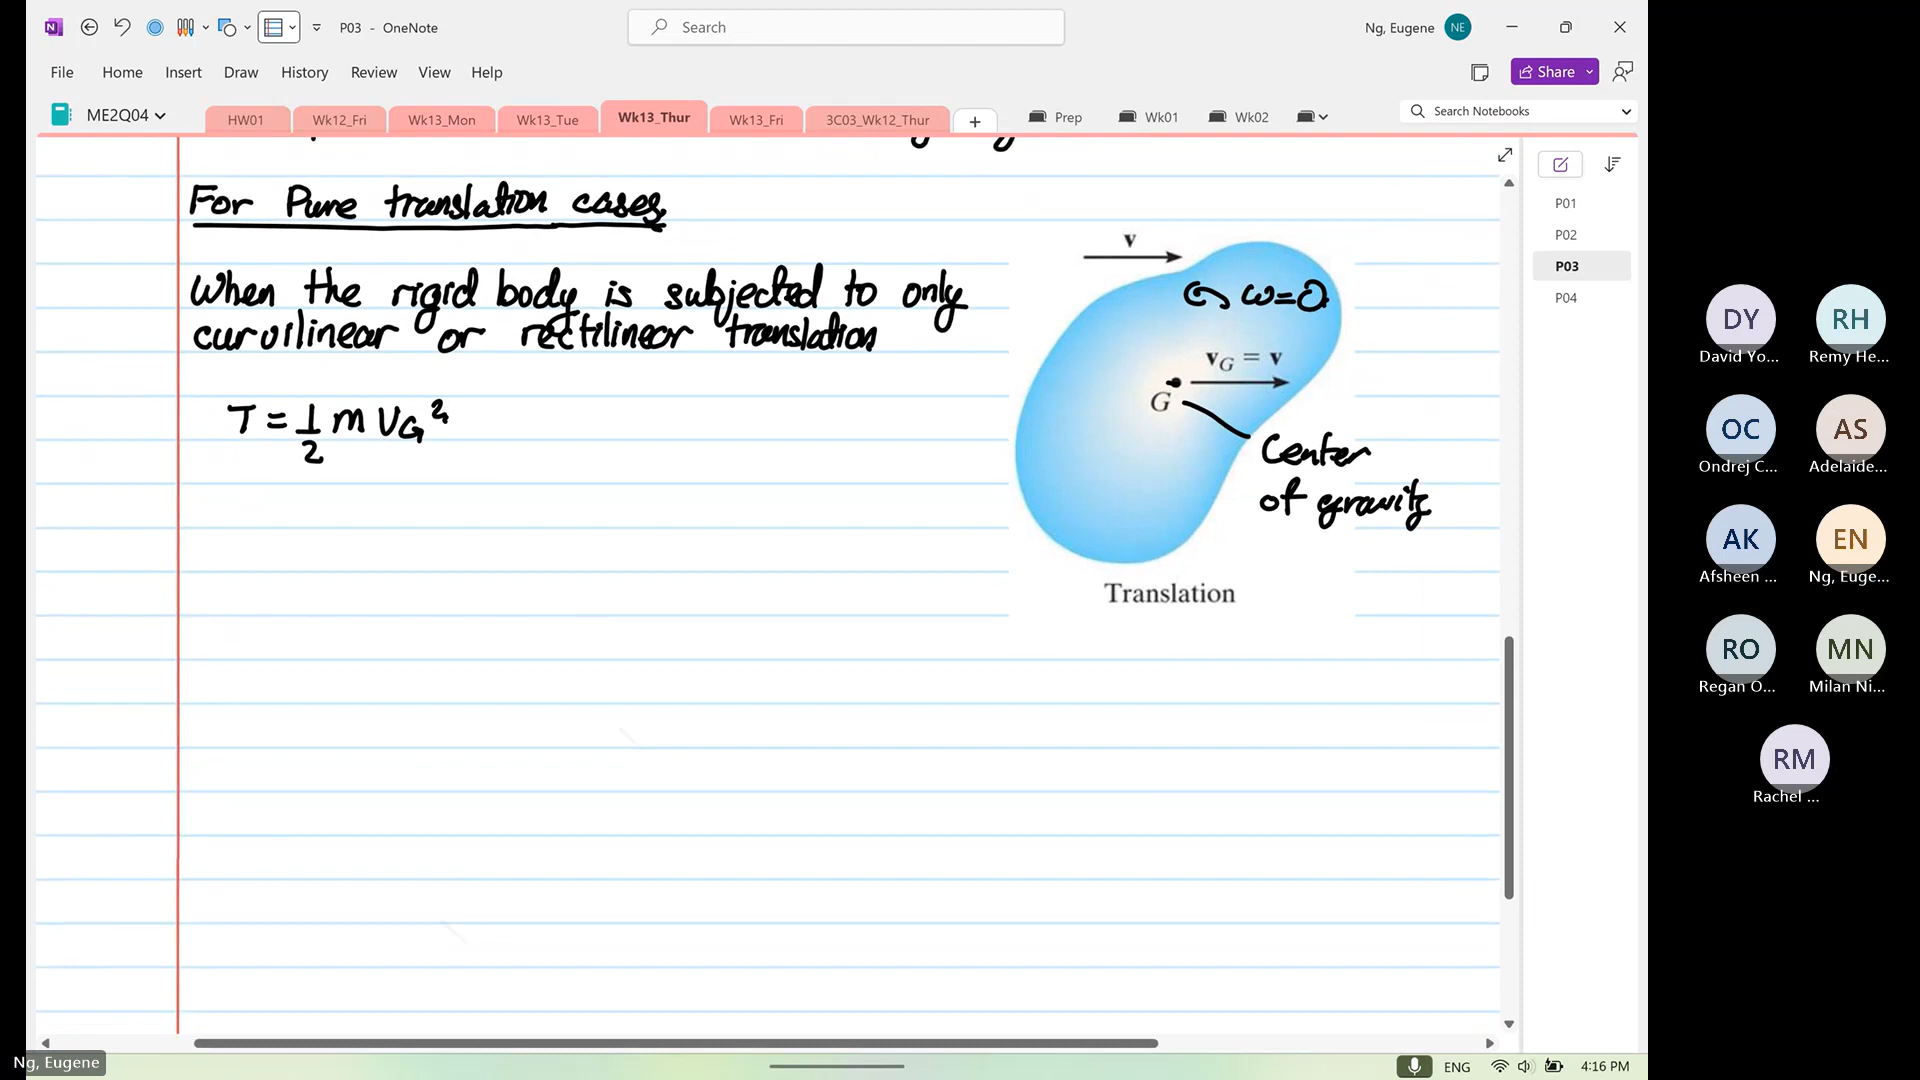 P03 - OneNote
Search
Ng, Eugene
NE
File Home Insert Draw History Review View Help
Share
ME2Q04
HW01 Wk12_Fri Wk13_Mon Wk13_Tue Wk13_Thur Wk13_Fri 3C03_Wk12_Thur
+
Prep Wk01 Wk02
Search Notebooks
For Pure translation cases
When the rigid body is subjected to only
curvilinear or rectilinear translation
T = 1/2 m VG²
v
ω=0
vG = v
G
Center
of gravity
Translation
P01
P02
P03
P04
DY RH
David Yo... Remy He...
OC AS
Ondrej C... Adelaide...
AK EN
Afsheen ... Ng, Euge...
RO MN
Regan O... Milan Ni...
RM
Rachel ...
Ng, Eugene
ENG
4:16 PM